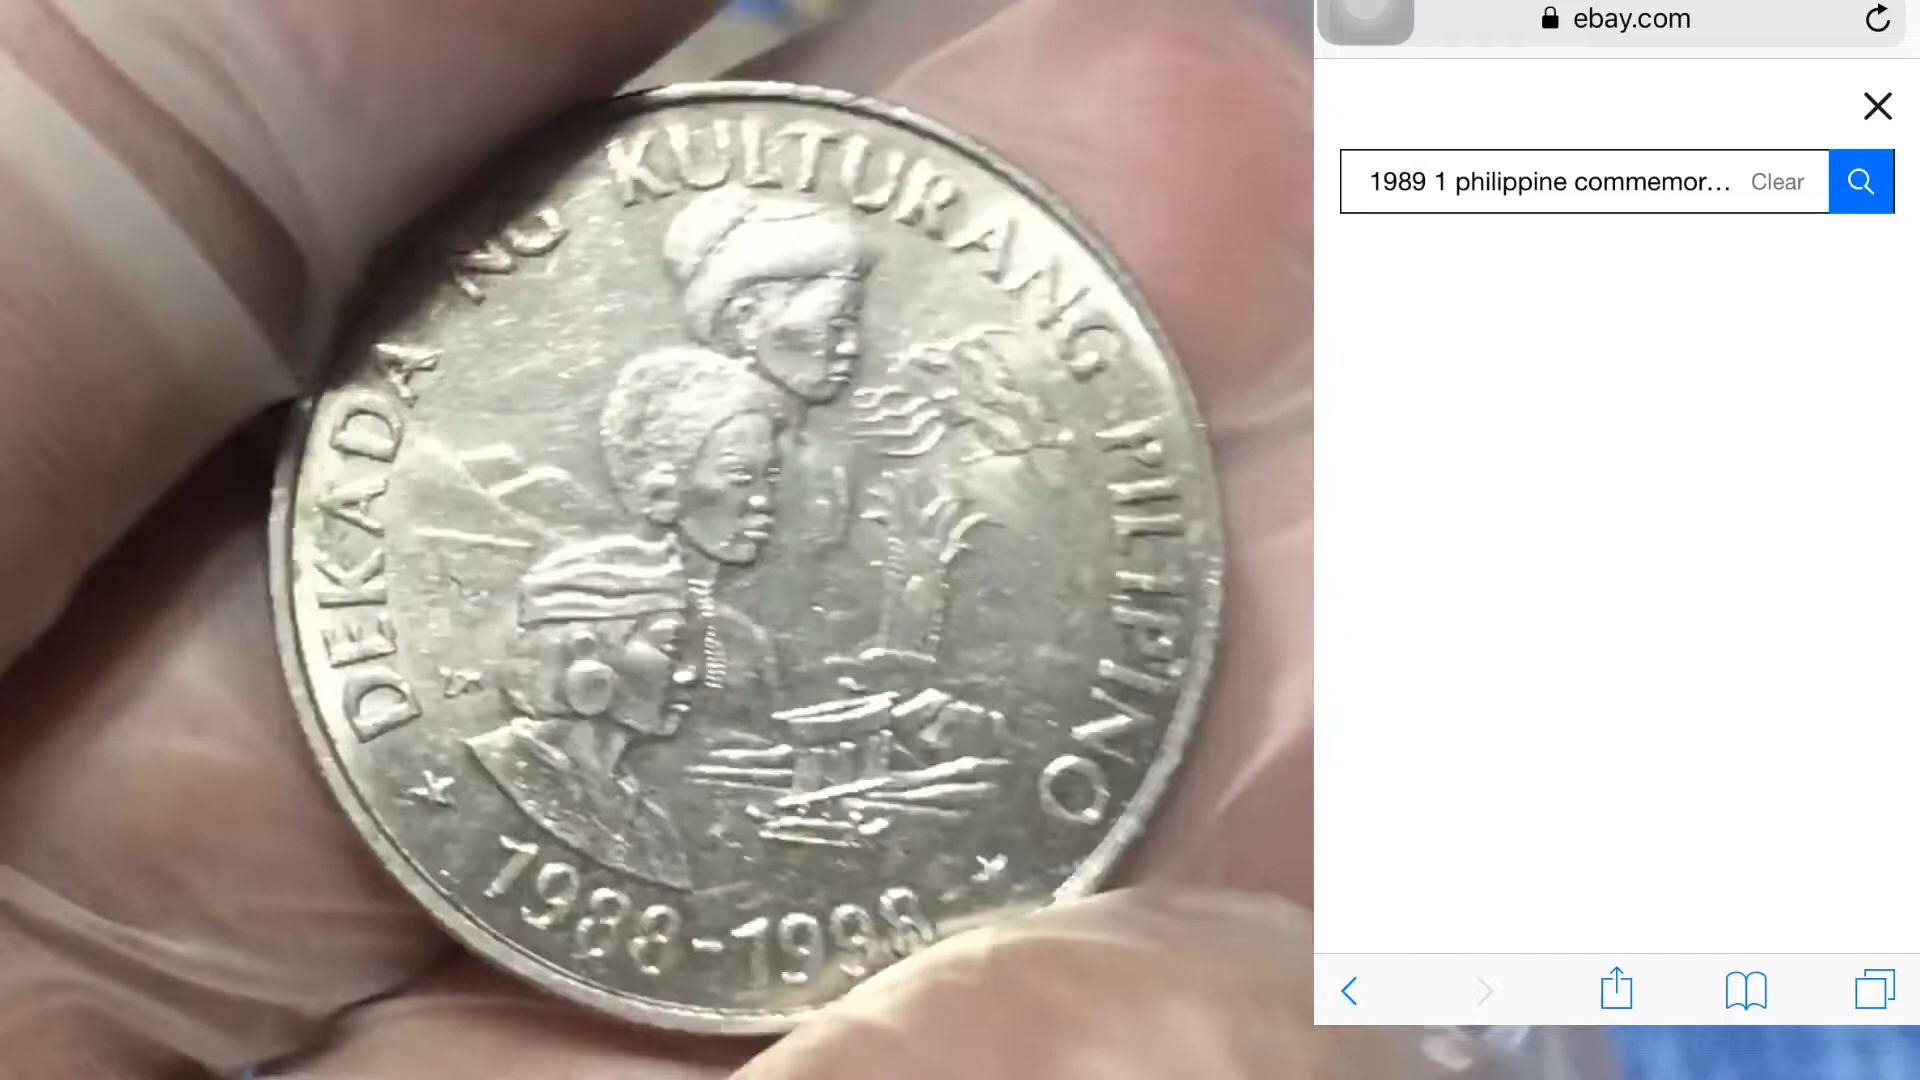 DEKADA NG KULTURANG PILIPINO
1988-1998
ebay.com
1989 1 philippine commemor...
Clear